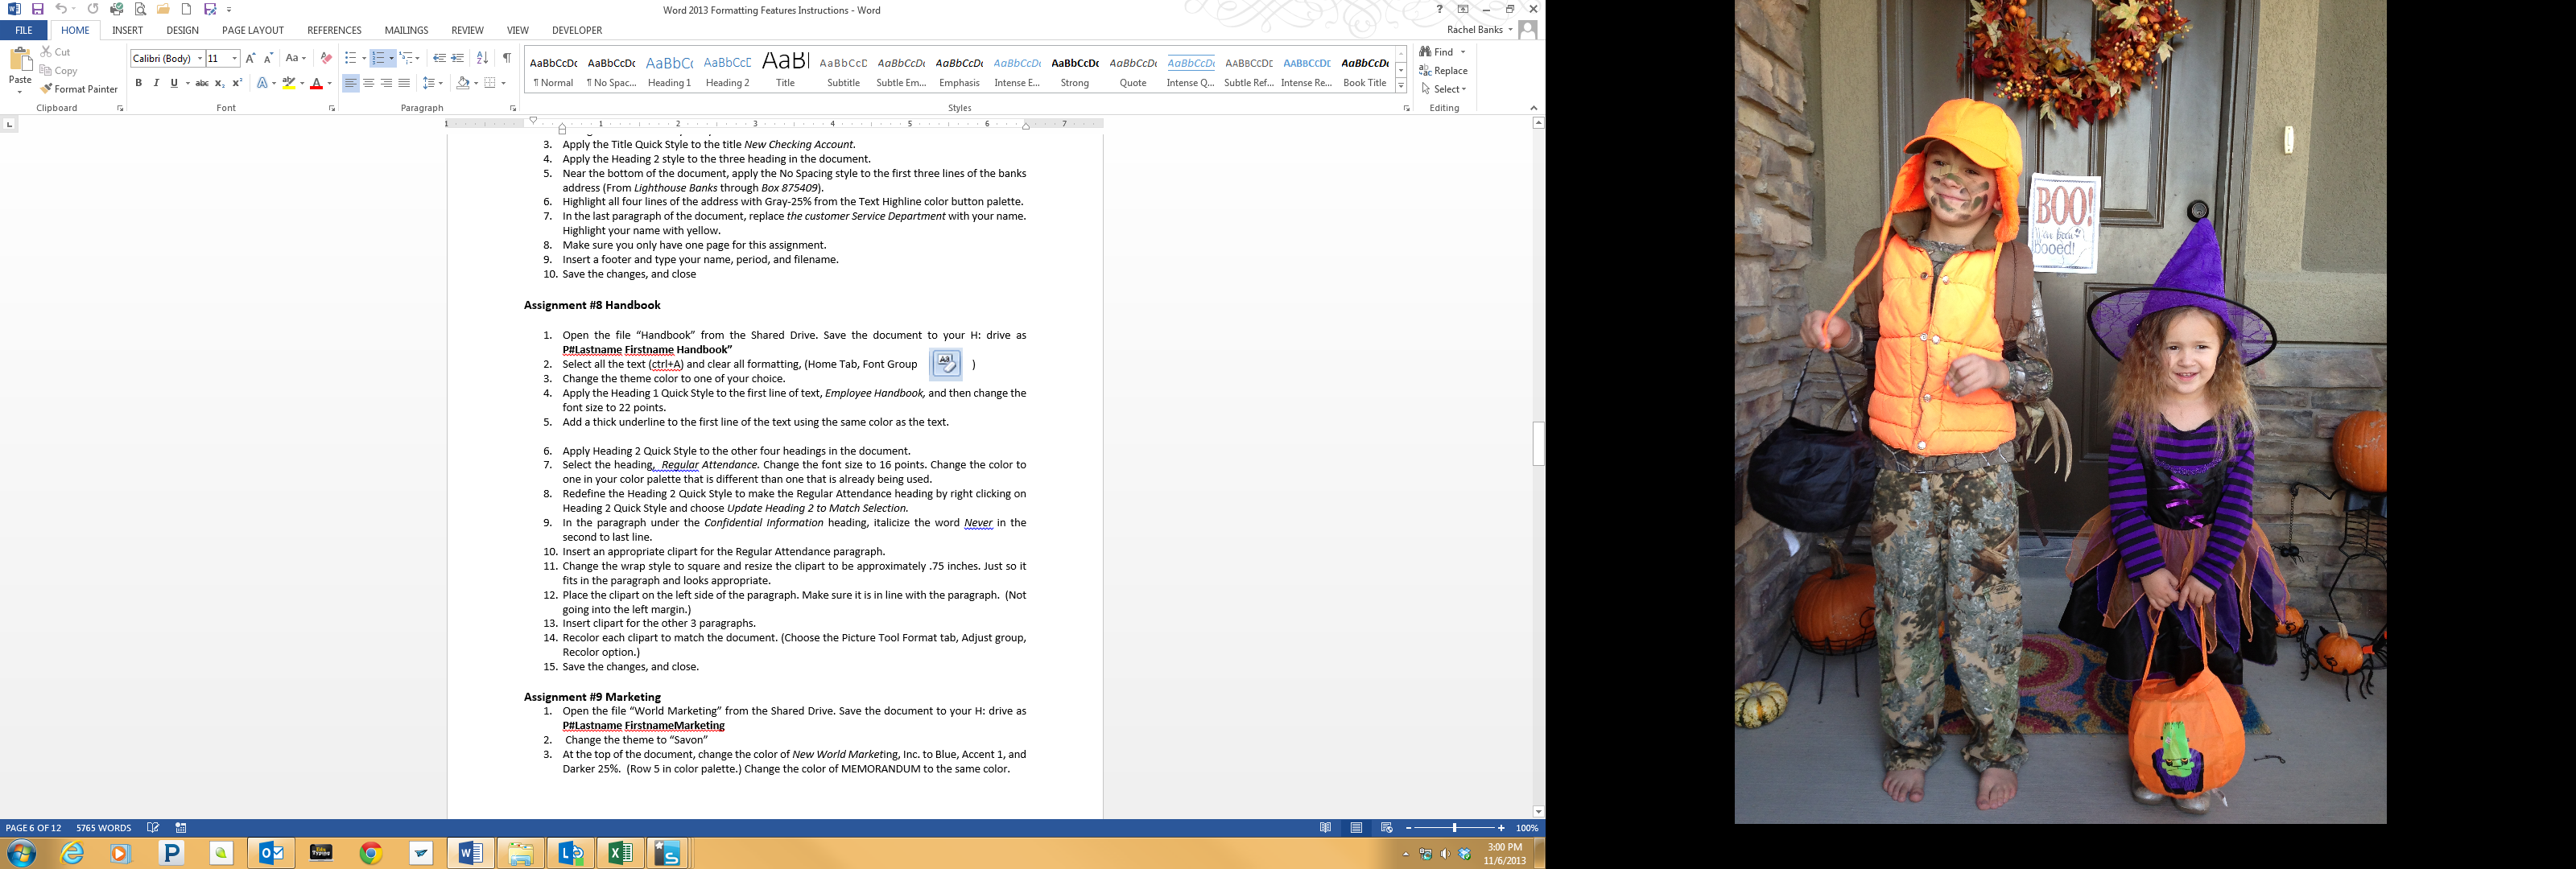 Word 2013 Formatting Features Instructions - Word
FILE HOME INSERT DESIGN PAGE LAYOUT REFERENCES MAILINGS REVIEW VIEW DEVELOPER
Rachel Banks
Paste
Cut
Copy
Format Painter
Clipboard
Calibri (Body) 11
Font
Paragraph
AaBbCcDc AaBbCcDc AaBbCc AaBbCcD AaBl AaBbCcD AaBbCcDc AaBbCcDc AaBbCcDc AaBbCcDc AaBbCcDc AaBbCcDc AaBbCcDc AaBbCcDc AaBbCcDc
¶ Normal ¶ No Spac... Heading 1 Heading 2 Title Subtitle Subtle Em... Emphasis Intense E... Strong Quote Intense Q... Subtle Ref... Intense Re... Book Title
Styles
Find
Replace
Select
Editing
1 1 2 3 4 5 6 7
3. Apply the Title Quick Style to the title New Checking Account.
4. Apply the Heading 2 style to the three heading in the document.
5. Near the bottom of the document, apply the No Spacing style to the first three lines of the banks
address (From Lighthouse Banks through Box 875409).
6. Highlight all four lines of the address with Gray-25% from the Text Highline color button palette.
7. In the last paragraph of the document, replace the customer Service Department with your name.
Highlight your name with yellow.
8. Make sure you only have one page for this assignment.
9. Insert a footer and type your name, period, and filename.
10. Save the changes, and close
Assignment #8 Handbook
1. Open the file “Handbook” from the Shared Drive. Save the document to your H: drive as
P#Lastname Firstname Handbook”
2. Select all the text (ctrl+A) and clear all formatting, (Home Tab, Font Group )
3. Change the theme color to one of your choice.
4. Apply the Heading 1 Quick Style to the first line of text, Employee Handbook, and then change the
font size to 22 points.
5. Add a thick underline to the first line of the text using the same color as the text.
6. Apply Heading 2 Quick Style to the other four headings in the document.
7. Select the heading, Regular Attendance. Change the font size to 16 points. Change the color to
one in your color palette that is different than one that is already being used.
8. Redefine the Heading 2 Quick Style to make the Regular Attendance heading by right clicking on
Heading 2 Quick Style and choose Update Heading 2 to Match Selection.
9. In the paragraph under the Confidential Information heading, italicize the word Never in the
second to last line.
10. Insert an appropriate clipart for the Regular Attendance paragraph.
11. Change the wrap style to square and resize the clipart to be approximately .75 inches. Just so it
fits in the paragraph and looks appropriate.
12. Place the clipart on the left side of the paragraph. Make sure it is in line with the paragraph. (Not
going into the left margin.)
13. Insert clipart for the other 3 paragraphs.
14. Recolor each clipart to match the document. (Choose the Picture Tool Format tab, Adjust group,
Recolor option.)
15. Save the changes, and close.
Assignment #9 Marketing
1. Open the file “World Marketing” from the Shared Drive. Save the document to your H: drive as
P#Lastname FirstnameMarketing
2. Change the theme to “Savon”
3. At the top of the document, change the color of New World Marketing, Inc. to Blue, Accent 1, and
Darker 25%. (Row 5 in color palette.) Change the color of MEMORANDUM to the same color.
PAGE 6 OF 12 5765 WORDS
100%
3:00 PM
11/6/2013
BOO!
booed!